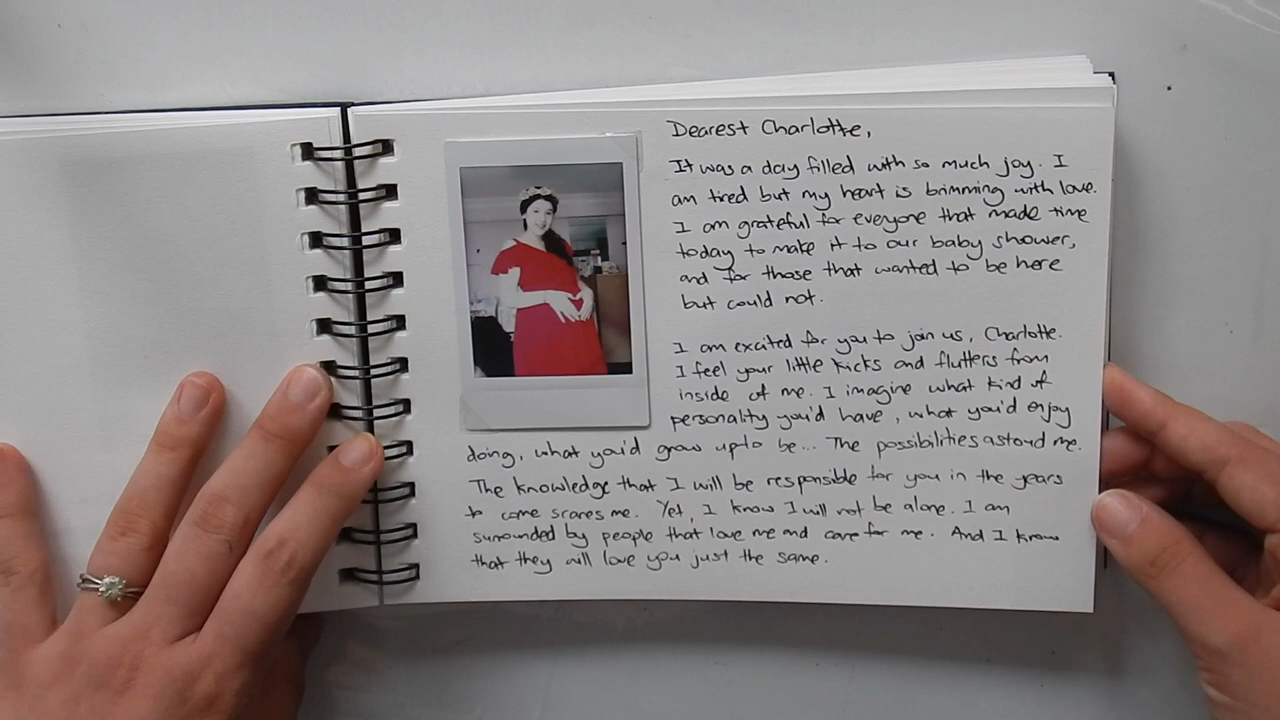 Dearest Charlotte,
It was a day filled with so much joy. I
am tired but my heart is brimming with love.
I am grateful for everyone that made time
today to make it to our baby shower,
and for those that wanted to be here
but could not.
I am excited for you to join us, Charlotte.
I feel your little kicks and flutters from
inside of me. I imagine what kind of
personality you'd have, what you'd enjoy
doing, what you'd grow up to be... The possibilities astound me.
The knowledge that I will be responsible for you in the years
to come scares me. Yet, I know I will not be alone. I am
surrounded by people that love me and care for me. And I know
that they will love you just the same.